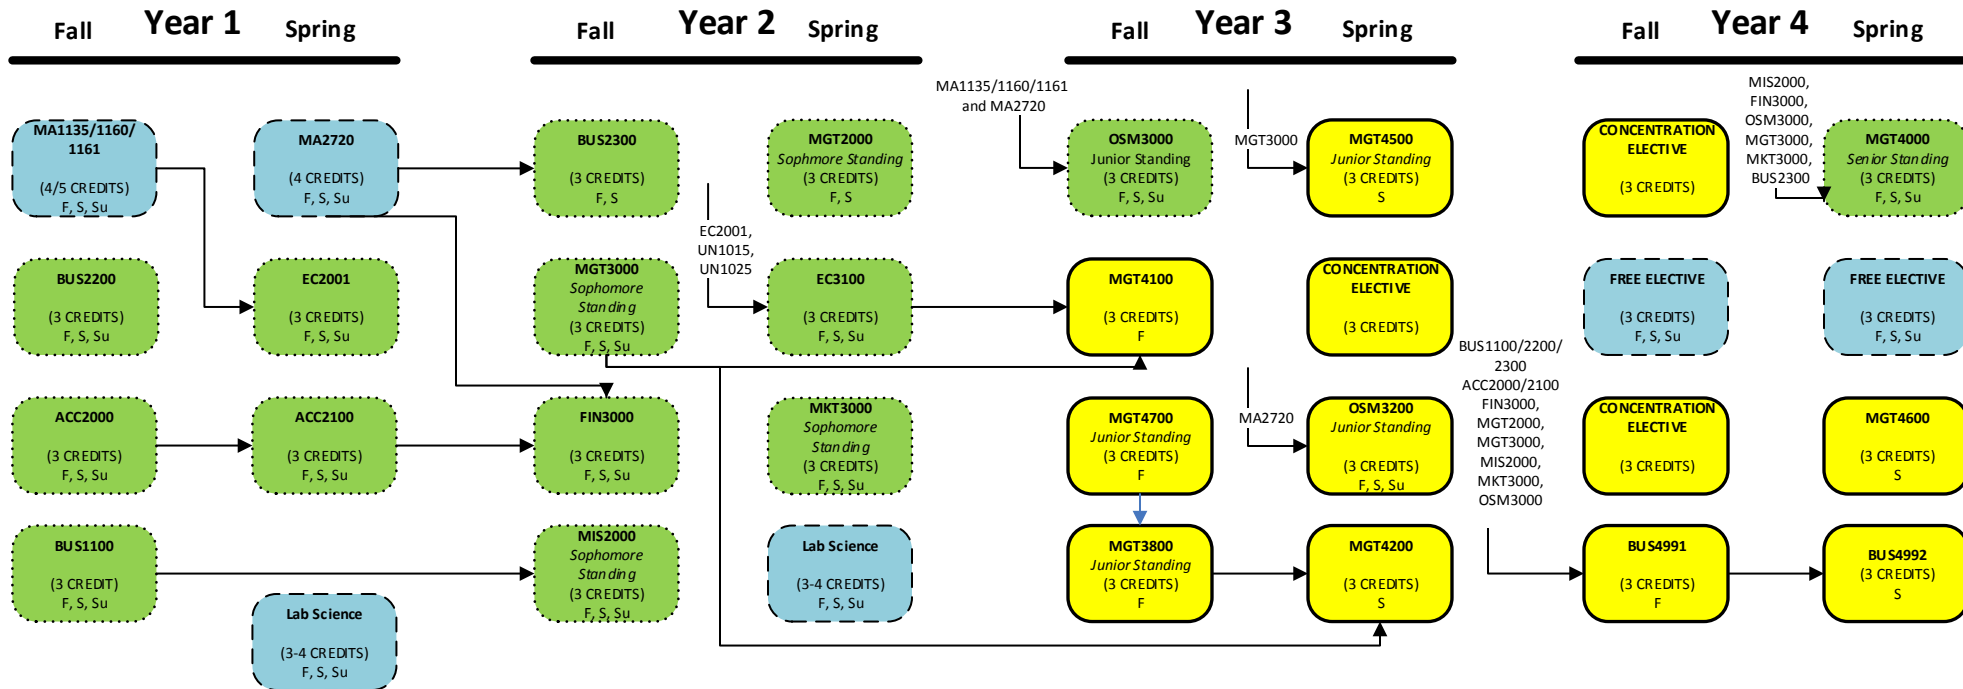 Year 1
Fall
Spring
Year 2
Fall
Spring
Year 3
Fall
Spring
Year 4
Fall
Spring
MA1135/1160/
1161
(4/5 CREDITS)
F, S, Su
BUS2200
(3 CREDITS)
F, S, Su
ACC2000
(3 CREDITS)
F, S, Su
BUS1100
(3 CREDIT)
F, S, Su
MA2720
(4 CREDITS)
F, S, Su
EC2001
(3 CREDITS)
F, S, Su
ACC2100
(3 CREDITS)
F, S, Su
Lab Science
(3-4 CREDITS)
F, S, Su
BUS2300
(3 CREDITS)
F, S
MGT3000
Sophomore
Standing
(3 CREDITS)
F, S, Su
FIN3000
(3 CREDITS)
F, S, Su
MIS2000
Sophomore
Standing
(3 CREDITS)
F, S, Su
EC2001,
UN1015,
UN1025
MGT2000
Sophmore Standing
(3 CREDITS)
F, S
EC3100
(3 CREDITS)
F, S, Su
MKT3000
Sophomore
Standing
(3 CREDITS)
F, S, Su
Lab Science
(3-4 CREDITS)
F, S, Su
MA1135/1160/1161
and MA2720
OSM3000
Junior Standing
(3 CREDITS)
F, S, Su
MGT4100
(3 CREDITS)
F
MGT4700
Junior Standing
(3 CREDITS)
F
MGT3800
Junior Standing
(3 CREDITS)
F
MGT3000
MGT4500
Junior Standing
(3 CREDITS)
S
CONCENTRATION
ELECTIVE
(3 CREDITS)
MA2720
OSM3200
Junior Standing
(3 CREDITS)
F, S, Su
MGT4200
(3 CREDITS)
S
BUS1100/2200/
2300
ACC2000/2100
FIN3000,
MGT2000,
MGT3000,
MIS2000,
MKT3000,
OSM3000
CONCENTRATION
ELECTIVE
(3 CREDITS)
FREE ELECTIVE
(3 CREDITS)
F, S, Su
CONCENTRATION
ELECTIVE
(3 CREDITS)
BUS4991
(3 CREDITS)
F
MIS2000,
FIN3000,
OSM3000,
MGT3000,
MKT3000,
BUS2300
MGT4000
Senior Standing
(3 CREDITS)
F, S, Su
FREE ELECTIVE
(3 CREDITS)
F, S, Su
MGT4600
(3 CREDITS)
S
BUS4992
(3 CREDITS)
S